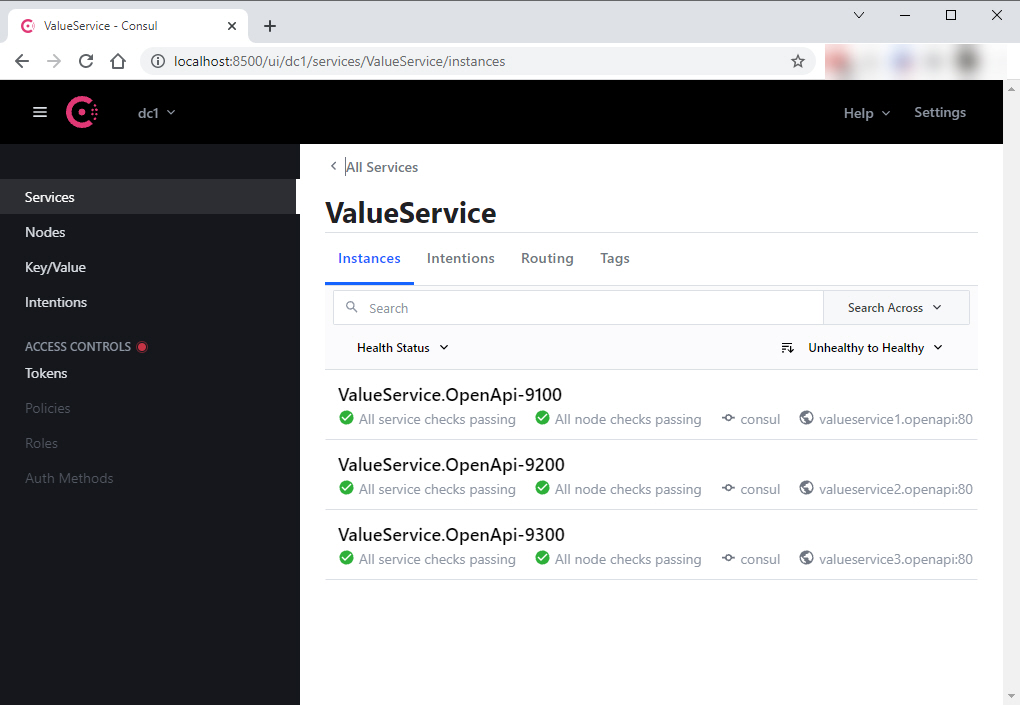 ValueService - Consul
localhost:8500/ui/dc1/services/ValueService/instances
dc1
Help
Settings
Services
Nodes
Key/Value
Intentions
ACCESS CONTROLS
Tokens
Policies
Roles
Auth Methods
All Services
ValueService
Instances Intentions Routing Tags
Search
Search Across
Health Status
Unhealthy to Healthy
ValueService.OpenApi-9100
All service checks passing All node checks passing consul valueservice1.openapi:80
ValueService.OpenApi-9200
All service checks passing All node checks passing consul valueservice2.openapi:80
ValueService.OpenApi-9300
All service checks passing All node checks passing consul valueservice3.openapi:80